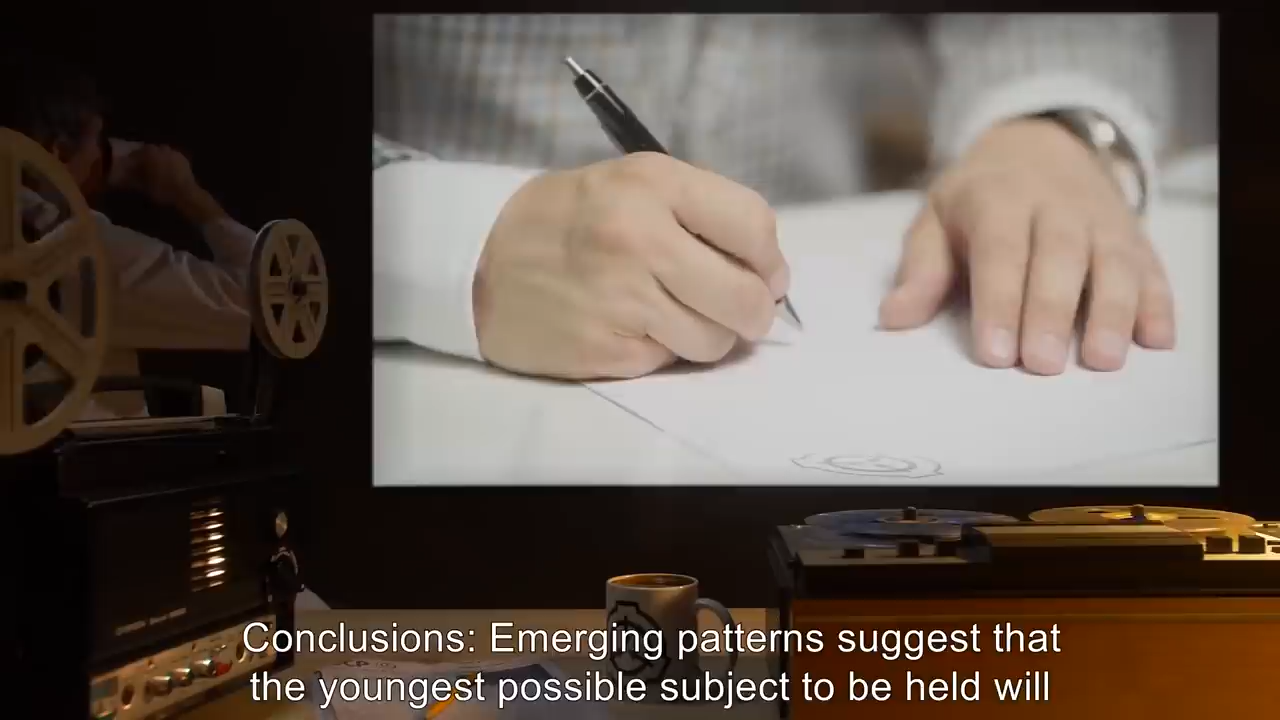 Conclusions: Emerging patterns suggest that
the youngest possible subject to be held will